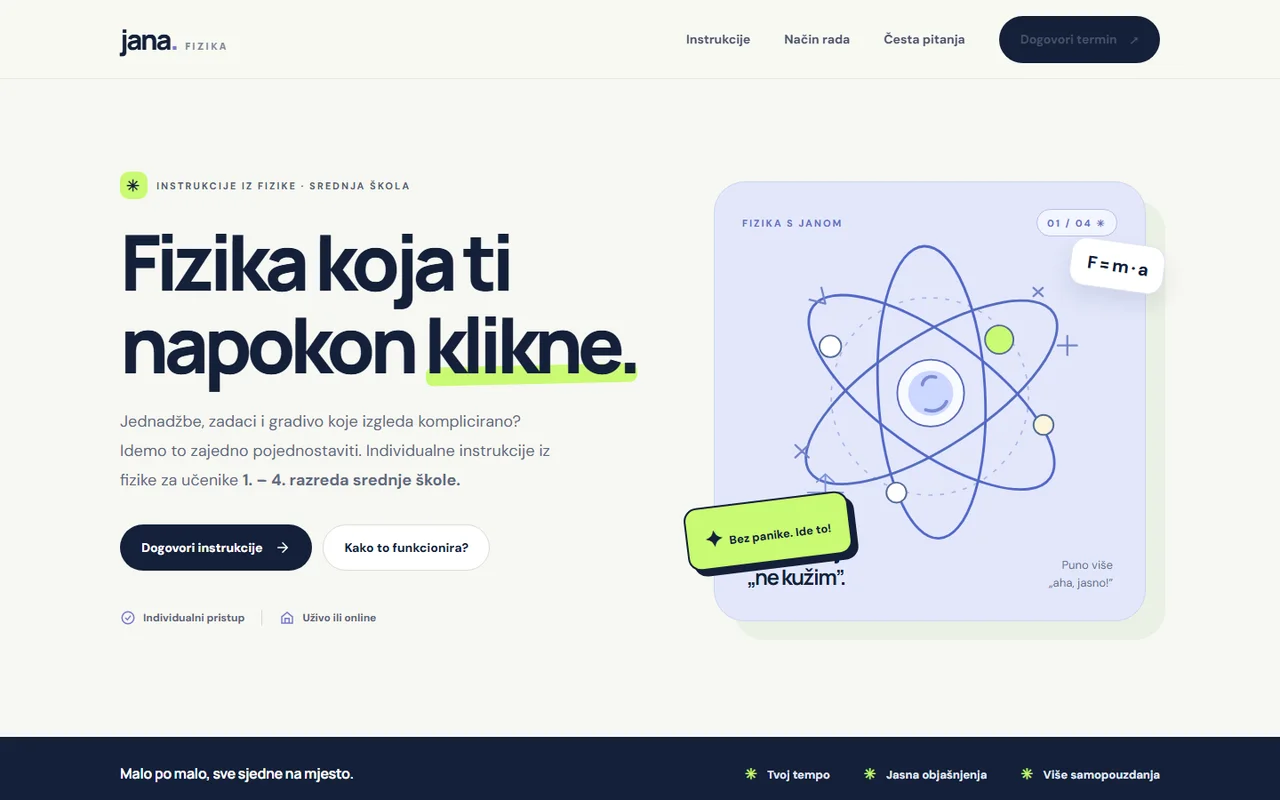 jana. FIZIKA
Instrukcije
Način rada
Česta pitanja
Dogovori termin ↗
INSTRUKCIJE IZ FIZIKE · SREDNJA ŠKOLA
Fizika koja ti
napokon klikne.
Jednadžbe, zadaci i gradivo koje izgleda komplicirano?
Idemo to zajedno pojednostaviti. Individualne instrukcije iz
fizike za učenike 1. – 4. razreda srednje škole.
Dogovori instrukcije →
Kako to funkcionira?
Individualni pristup
Uživo ili online
FIZIKA S JANOM
01 / 04 ✳
F=m·a
✦ Bez panike. Ide to!
„ne kužim”.
Puno više
„aha, jasno!”
Malo po malo, sve sjedne na mjesto.
✳ Tvoj tempo
✳ Jasna objašnjenja
✳ Više samopouzdanja